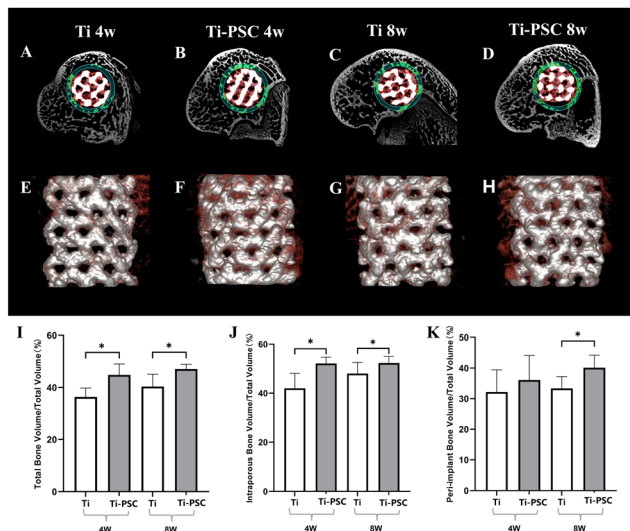 Ti 4w Ti-PSC 4w Ti 8w Ti-PSC 8w
A B C D
E F G H
I J K
Total Bone Volume/Total Volume(%)
60
40
20
0
*
*
Ti Ti-PSC Ti Ti-PSC
4W 8W
Intraporous Bone Volume/Total Volume(%)
80
60
40
20
0
*
*
Ti Ti-PSC Ti Ti-PSC
4W 8W
Peri-implant Bone Volume/Total Volume(%)
60
50
40
30
20
10
0
*
Ti Ti-PSC Ti Ti-PSC
4W 8W